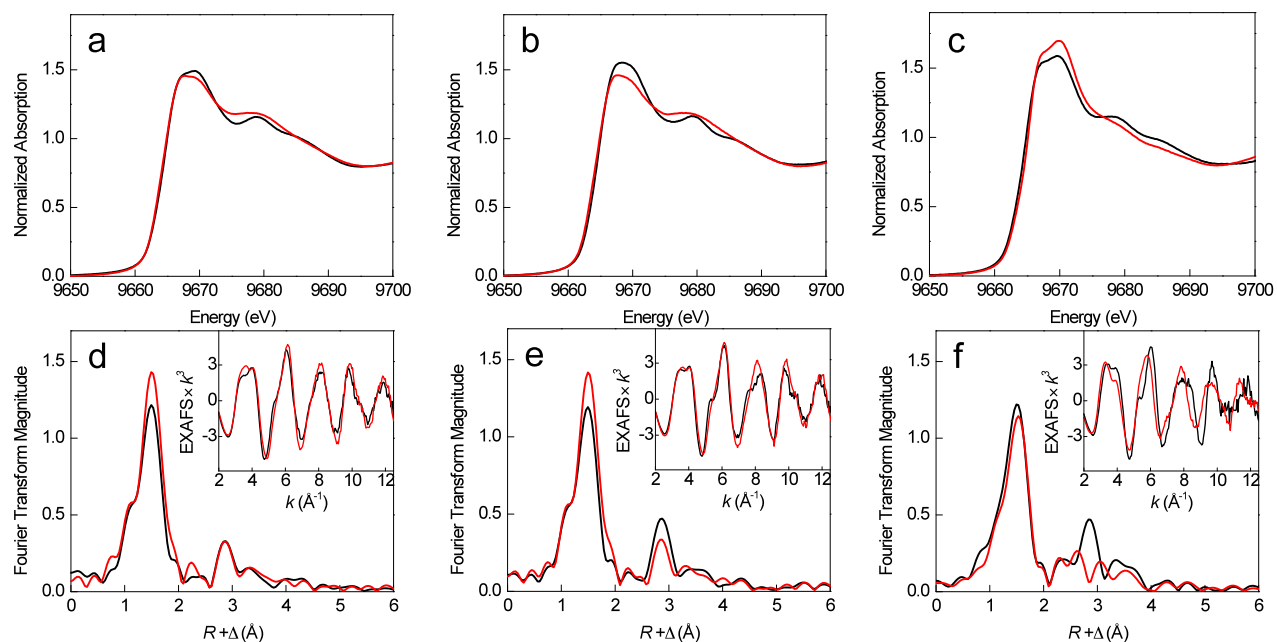 a
1.5
1.0
0.5
0.0
Normalized Absorption
9650 9660 9670 9680 9690 9700
Energy (eV)
b
1.5
1.0
0.5
0.0
Normalized Absorption
9650 9660 9670 9680 9690 9700
Energy (eV)
c
1.5
1.0
0.5
0.0
Normalized Absorption
9650 9660 9670 9680 9690 9700
Energy (eV)
d
1.5
1.0
0.5
0.0
Fourier Transform Magnitude
0 1 2 3 4 5 6
R+Δ (Å)
3
0
-3
EXAFS × k³
2 4 6 8 10 12
k (Å⁻¹)
e
1.5
1.0
0.5
0.0
Fourier Transform Magnitude
0 1 2 3 4 5 6
R+Δ (Å)
3
0
-3
EXAFS × k³
2 4 6 8 10 12
k (Å⁻¹)
f
1.5
1.0
0.5
0.0
Fourier Transform Magnitude
0 1 2 3 4 5 6
R+Δ (Å)
3
0
-3
EXAFS × k³
2 4 6 8 10 12
k (Å⁻¹)